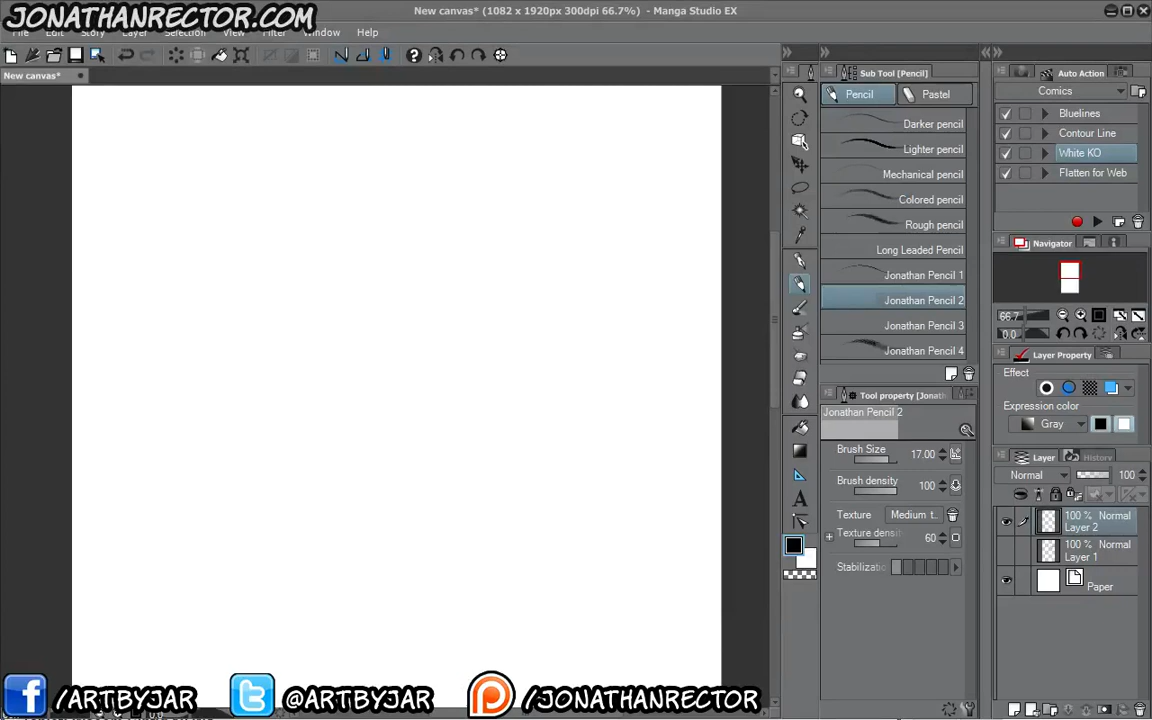 JONATHANRECTOR.COM
New canvas* (1082 x 1920px 300dpi 66.7%) - Manga Studio EX
File Edit Story Layer Selection View Filter Window Help
New canvas*
Sub Tool [Pencil]
Pencil
Pastel
Darker pencil
Lighter pencil
Mechanical pencil
Colored pencil
Rough pencil
Long Leaded Pencil
Jonathan Pencil 1
Jonathan Pencil 2
Jonathan Pencil 3
Jonathan Pencil 4
Tool property [Jonath
Jonathan Pencil 2
Brush Size 17.00
Brush density 100
Texture Medium t..
Texture densi 60
Stabilizatio
Auto Action
Comics
Bluelines
Contour Line
White KO
Flatten for Web
Navigator
66.7
0.0
Layer Property
Effect
Expression color
Gray
Layer
History
Normal 100
100 % Normal
Layer 2
100 % Normal
Layer 1
Paper
/ARTBYJAR
@ARTBYJAR
/JONATHANRECTOR